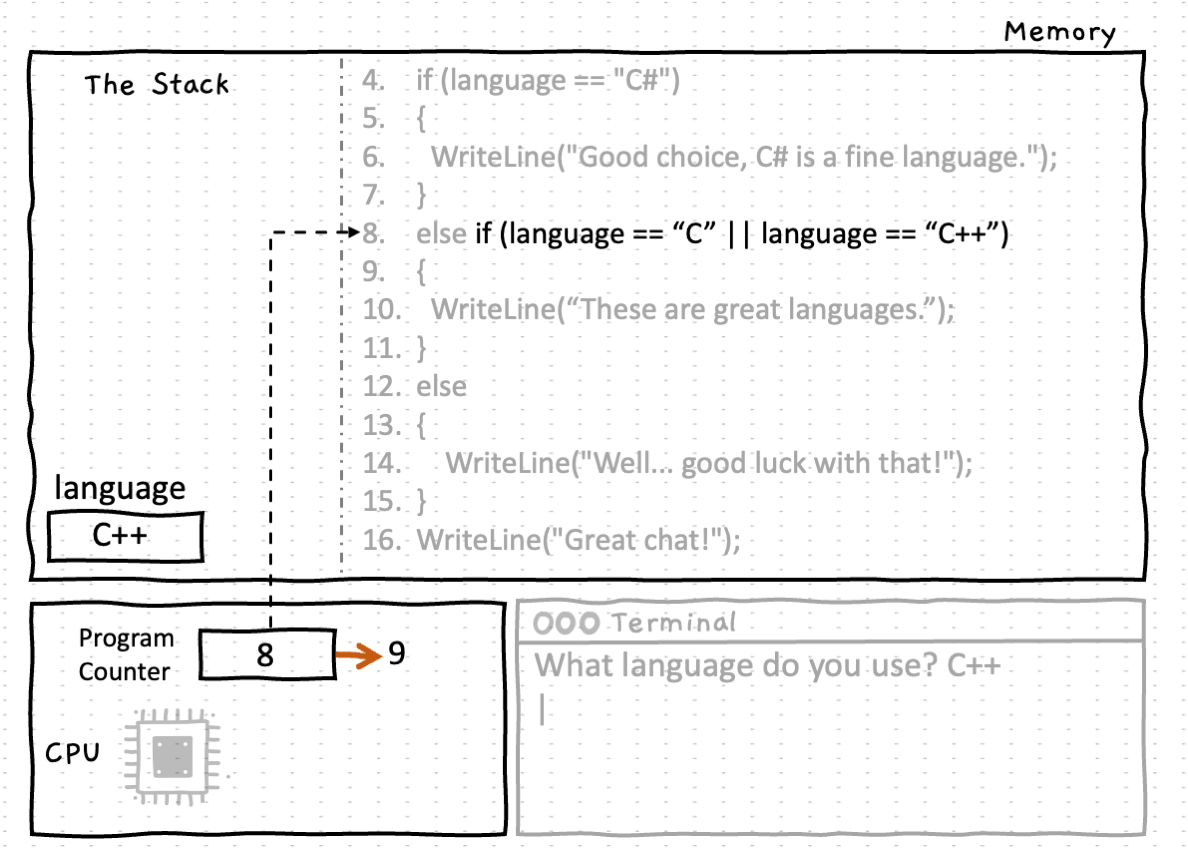 Memory
The Stack
4. if (language == "C#")
5. {
6. WriteLine("Good choice, C# is a fine language.");
7. }
8. else if (language == “C” || language == “C++”)
9. {
10. WriteLine(“These are great languages.”);
11. }
12. else
13. {
14. WriteLine("Well... good luck with that!");
15. }
16. WriteLine("Great chat!");
language
C++
Program
Counter
8
9
CPU
Terminal
What language do you use? C++